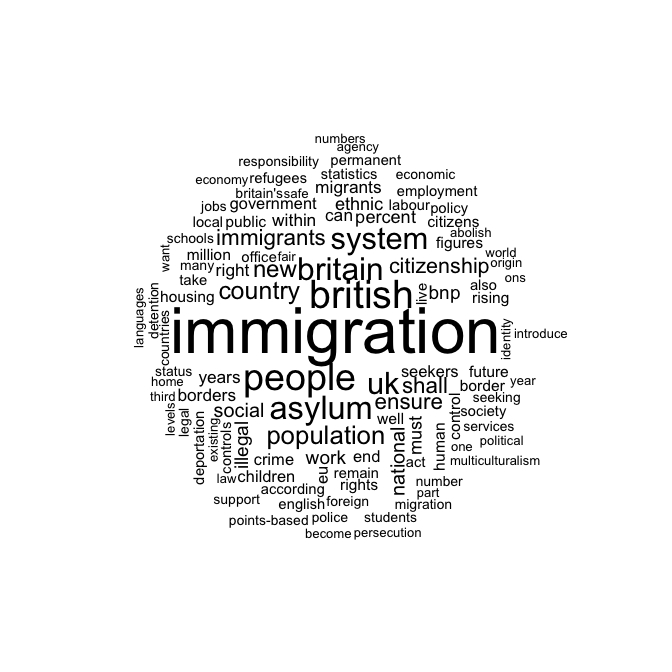 numbers
agency
responsibility permanent
statistics economic
economy refugees
migrants employment
britain's safe
jobs government ethnic labour policy
local public within can percent citizens
abolish
schools immigrants system figures
want million office fair world
many right new britain citizenship origin
take also ons
housing country british live bnp rising
languages detention countries
immigration
identity introduce
status years people uk shall seekers future
home border year
third borders asylum ensure seeking
levels legal social well control society
deportation existing controls illegal population national must human services
one political
crime work end act multiculturalism
law children eu remain number
according rights part
support english foreign migration
points-based police students
become persecution